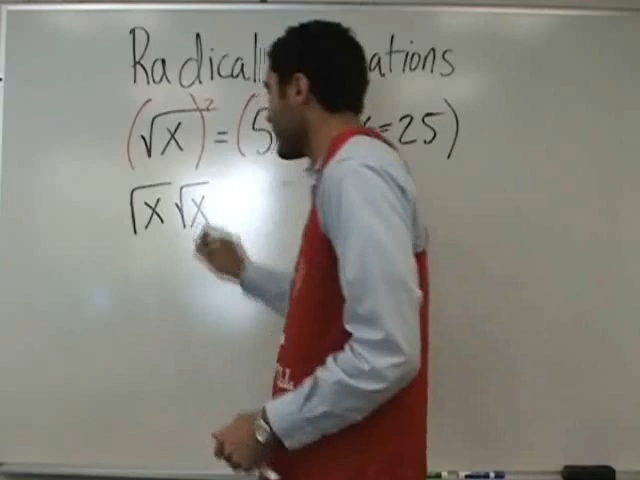 Radical ations
(√x)² = (5 x=25)
√x √x